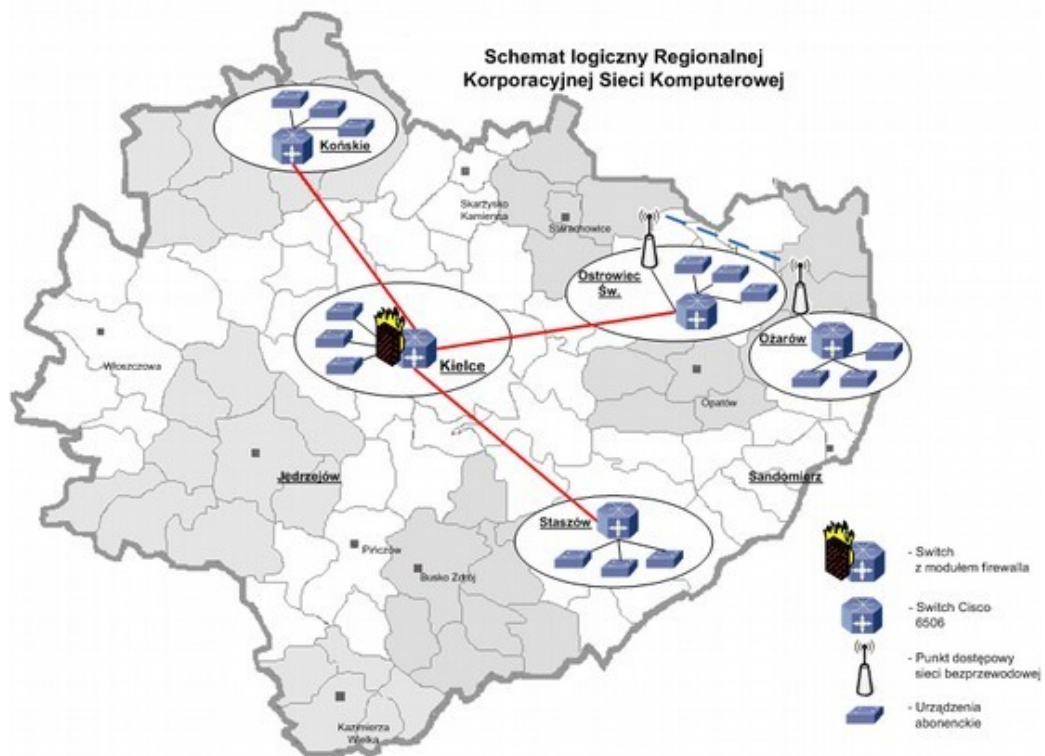 Schemat logiczny Regionalnej
Korporacyjnej Sieci Komputerowej
Końskie
Skarżysko
Kamienna
Starachowice
Ostrowiec
Św.
Ożarów
Kielce
Włoszczowa
Opatów
Jędrzejów
Sandomierz
Staszów
Pińczów
Busko Zdrój
Kazimierza
Wielka
- Switch
z modułem firewalla
- Switch Cisco
6506
- Punkt dostępowy
sieci bezprzewodowej
- Urządzenia
abonenckie